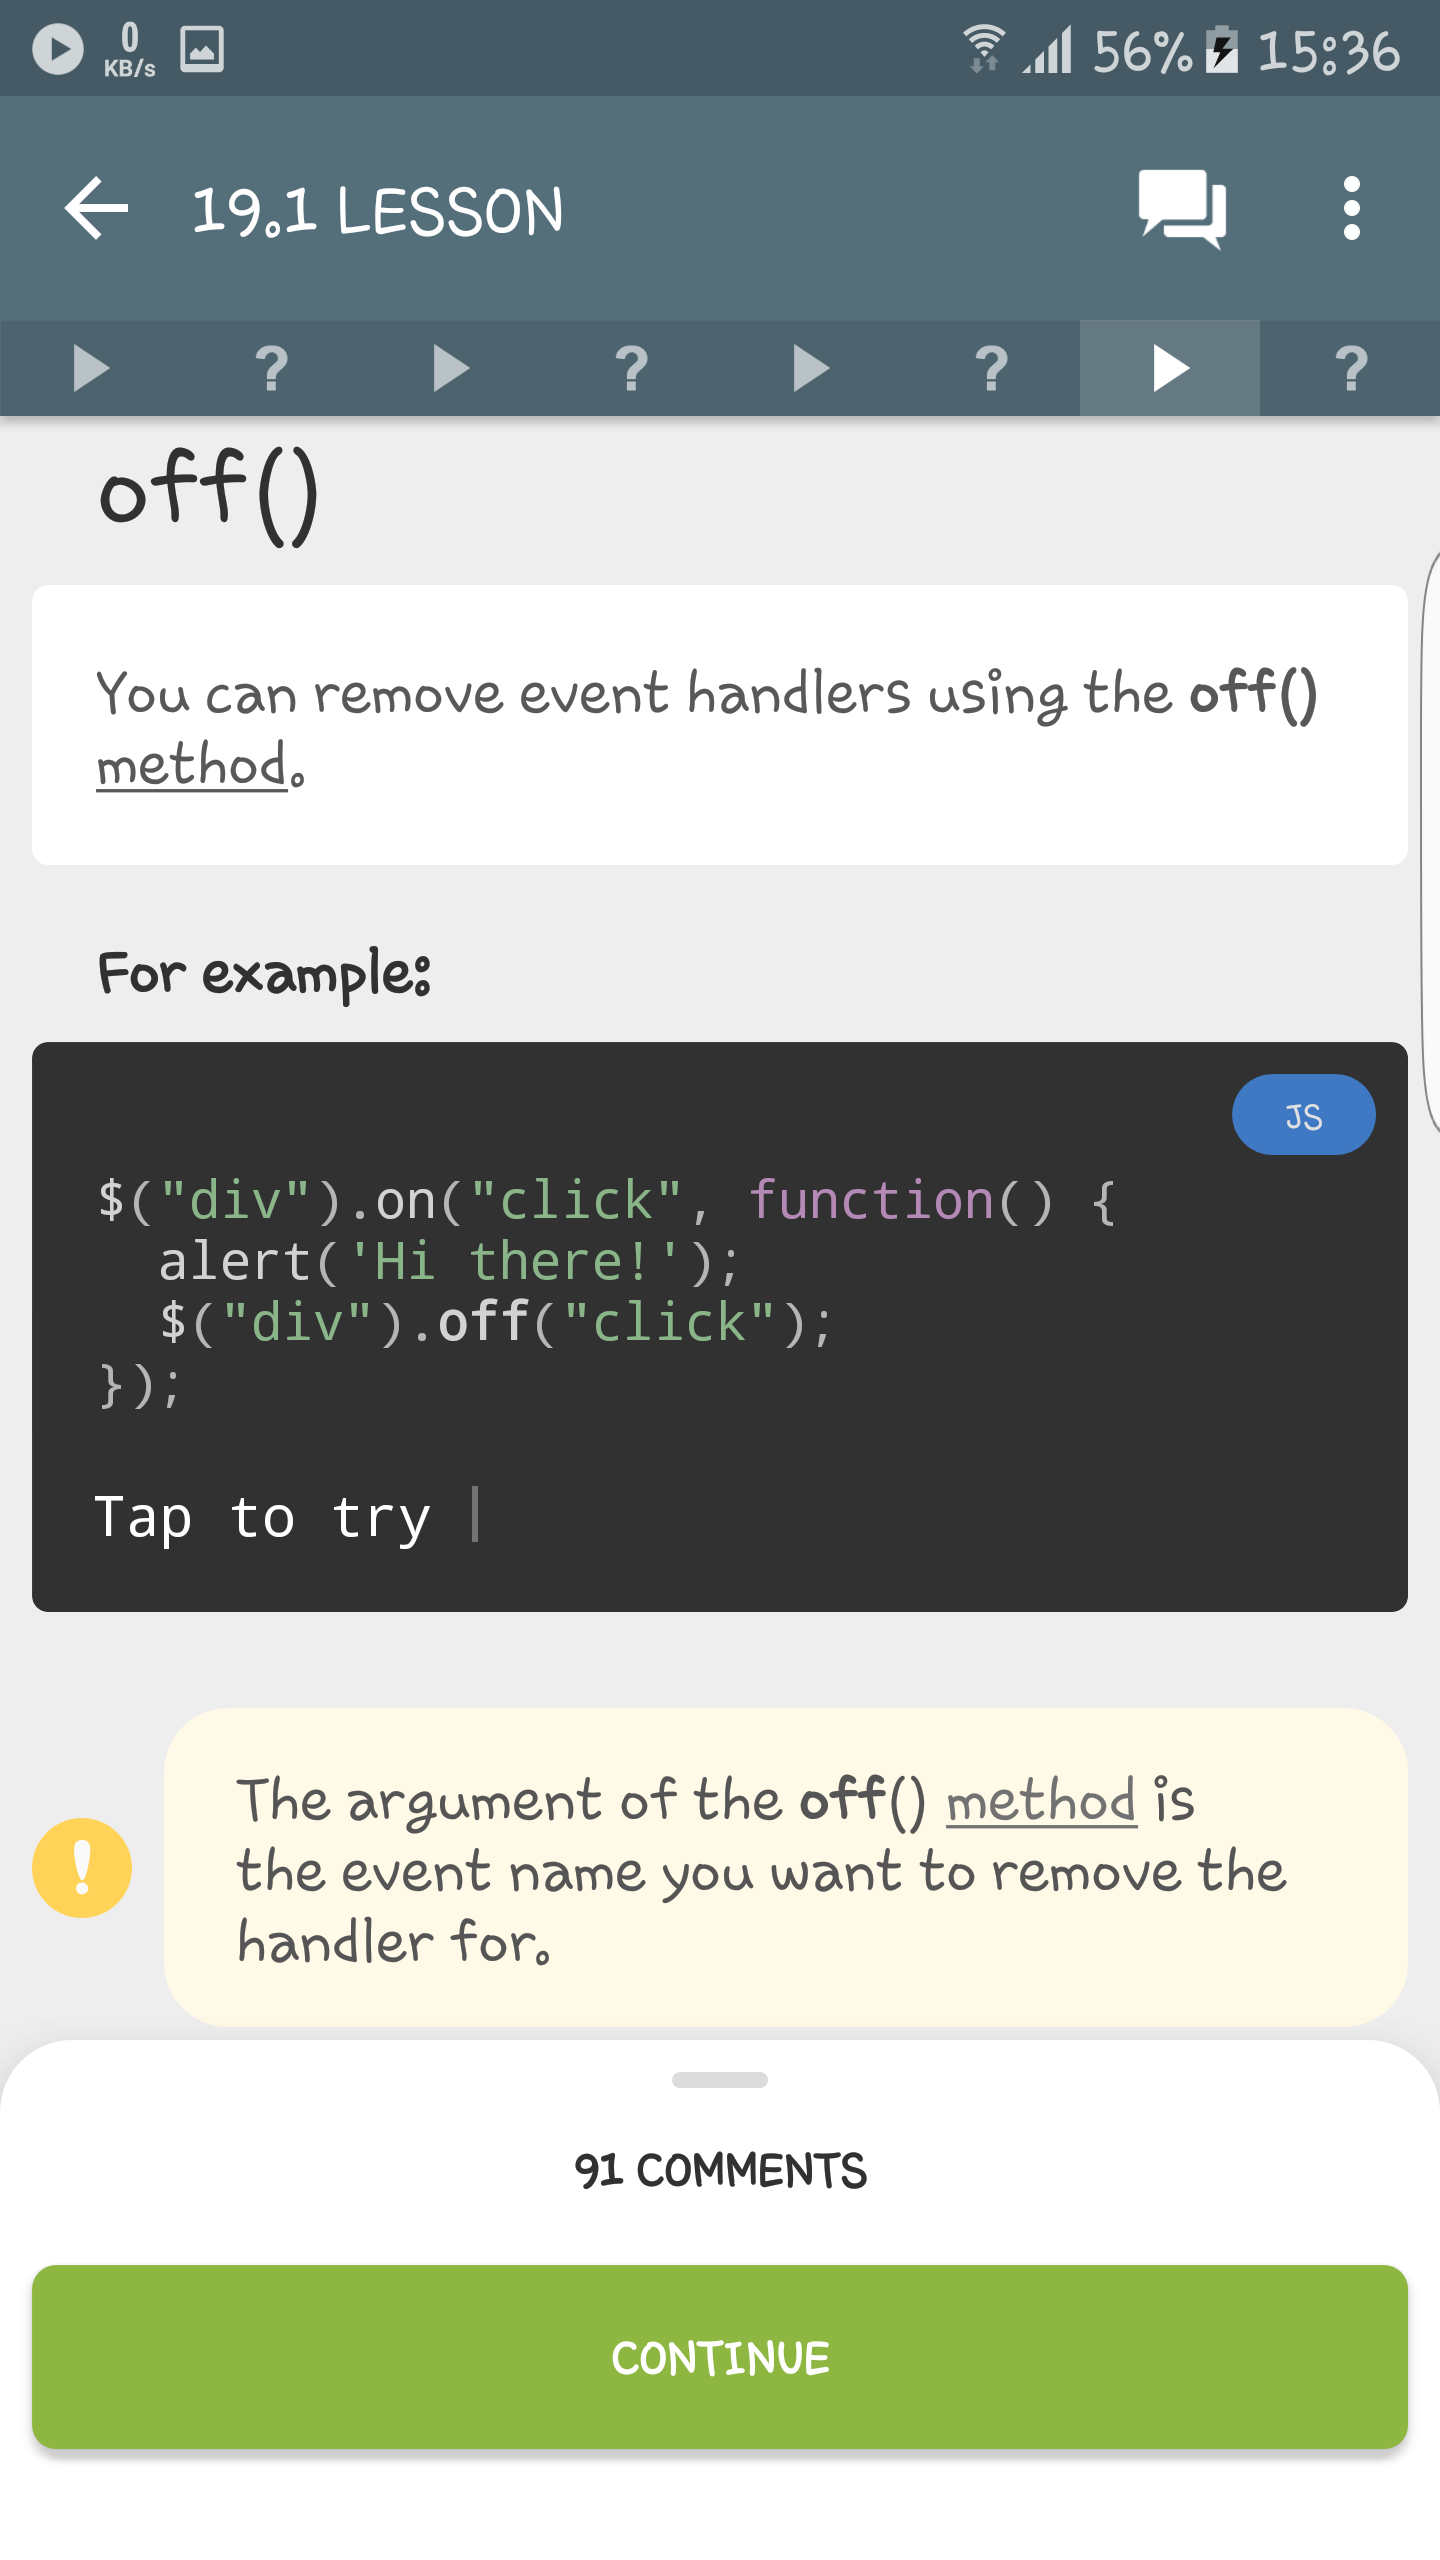 0
KB/s
56%
15:36
19.1 LESSON
? ? ? ?
off()
You can remove event handlers using the off()
method.
For example:
JS
$("div").on("click", function() {
  alert('Hi there!');
  $("div").off("click");
});
Tap to try
The argument of the off() method is
the event name you want to remove the
handler for.
91 COMMENTS
CONTINUE